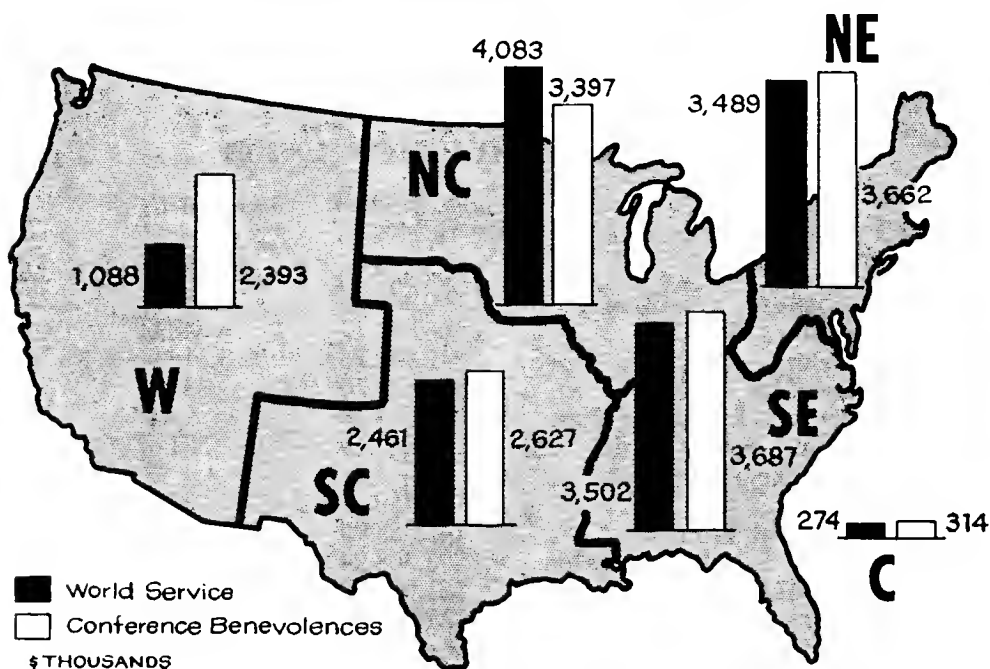 4,083
3,397
NE
3,489
3,662
NC
1,088
2,393
W
2,461
2,627
SC
SE
3,502
3,687
274
314
C
World Service
Conference Benevolences
$ THOUSANDS